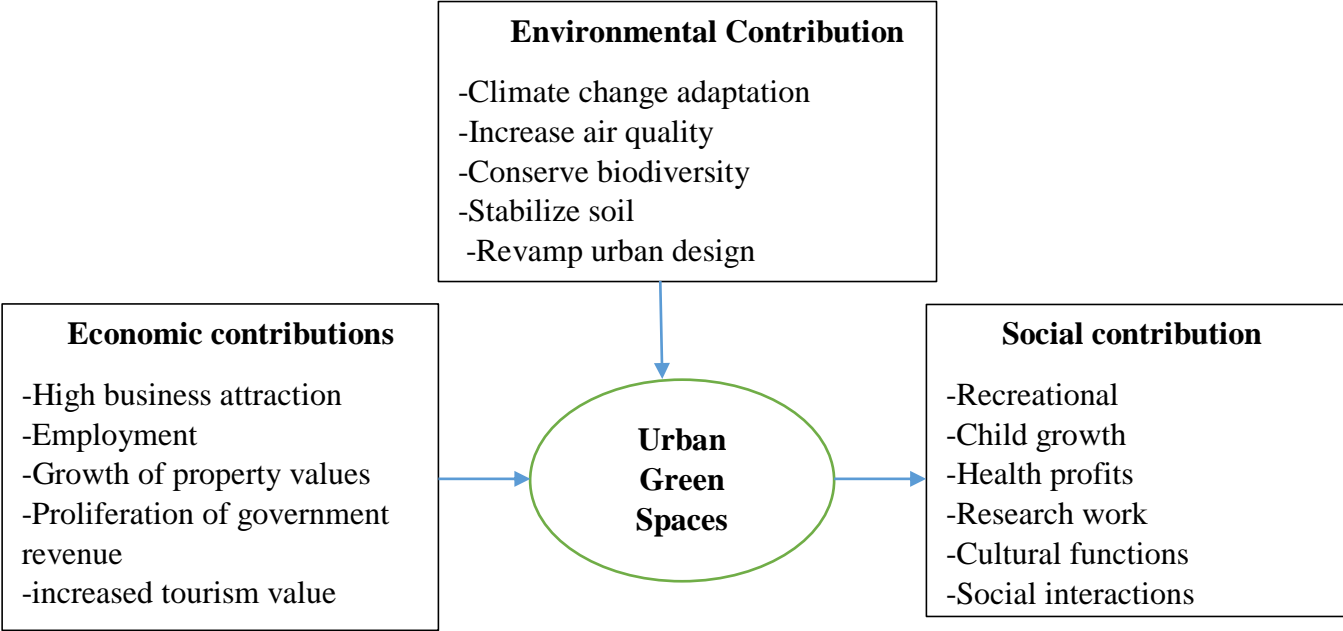 Environmental Contribution
-Climate change adaptation
-Increase air quality
-Conserve biodiversity
-Stabilize soil
-Revamp urban design
Economic contributions
-High business attraction
-Employment
-Growth of property values
-Proliferation of government
revenue
-increased tourism value
Urban
Green
Spaces
Social contribution
-Recreational
-Child growth
-Health profits
-Research work
-Cultural functions
-Social interactions